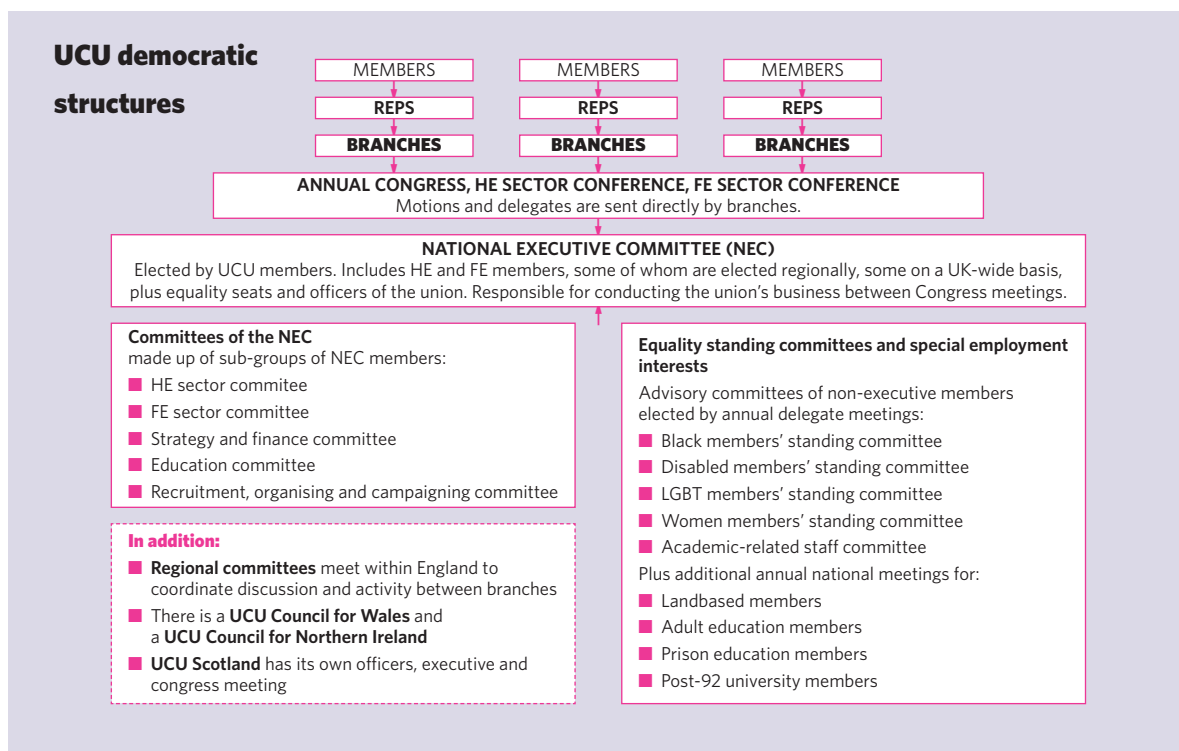 UCU democratic
structures
MEMBERS
MEMBERS
MEMBERS
REPS
REPS
REPS
BRANCHES
BRANCHES
BRANCHES
ANNUAL CONGRESS, HE SECTOR CONFERENCE, FE SECTOR CONFERENCE
Motions and delegates are sent directly by branches.
NATIONAL EXECUTIVE COMMITTEE (NEC)
Elected by UCU members. Includes HE and FE members, some of whom are elected regionally, some on a UK-wide basis,
plus equality seats and officers of the union. Responsible for conducting the union’s business between Congress meetings.
Committees of the NEC
made up of sub-groups of NEC members:
■ HE sector commitee
■ FE sector committee
■ Strategy and finance committee
■ Education committee
■ Recruitment, organising and campaigning committee
In addition:
■ Regional committees meet within England to
coordinate discussion and activity between branches
■ There is a UCU Council for Wales and
a UCU Council for Northern Ireland
■ UCU Scotland has its own officers, executive and
congress meeting
Equality standing committees and special employment
interests
Advisory committees of non-executive members
elected by annual delegate meetings:
■ Black members’ standing committee
■ Disabled members’ standing committee
■ LGBT members’ standing committee
■ Women members’ standing committee
■ Academic-related staff committee
Plus additional annual national meetings for:
■ Landbased members
■ Adult education members
■ Prison education members
■ Post-92 university members